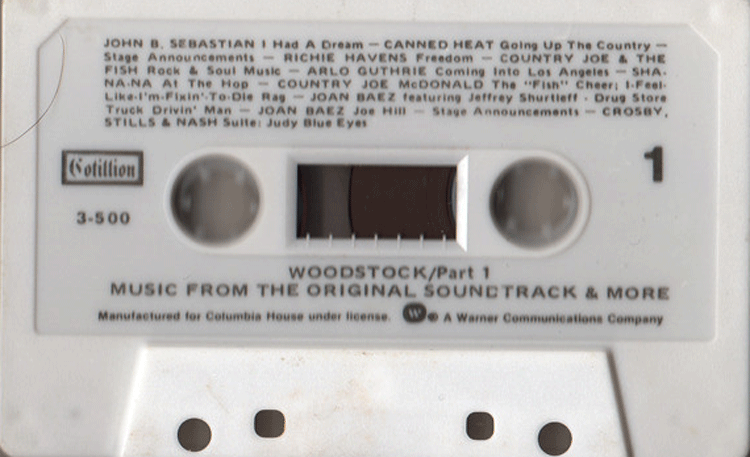 JOHN B. SEBASTIAN I Had A Dream — CANNED HEAT Going Up The Country —
Stage Announcements — RICHIE HAVENS Freedom — COUNTRY JOE & THE
FISH Rock & Soul Music — ARLO GUTHRIE Coming Into Los Angeles — SHA-
NA-NA At The Hop — COUNTRY JOE McDONALD The "Fish" Cheer; I-Feel-
Like-I'm-Fixin'-To-Die Rag — JOAN BAEZ featuring Jeffrey Shurtleff - Drug Store
Truck Drivin' Man — JOAN BAEZ Joe Hill — Stage Announcements — CROSBY,
STILLS & NASH Suite: Judy Blue Eyes
Cotillion
1
3-500
WOODSTOCK/Part 1
MUSIC FROM THE ORIGINAL SOUNDTRACK & MORE
Manufactured for Columbia House under license. W ® A Warner Communications Company